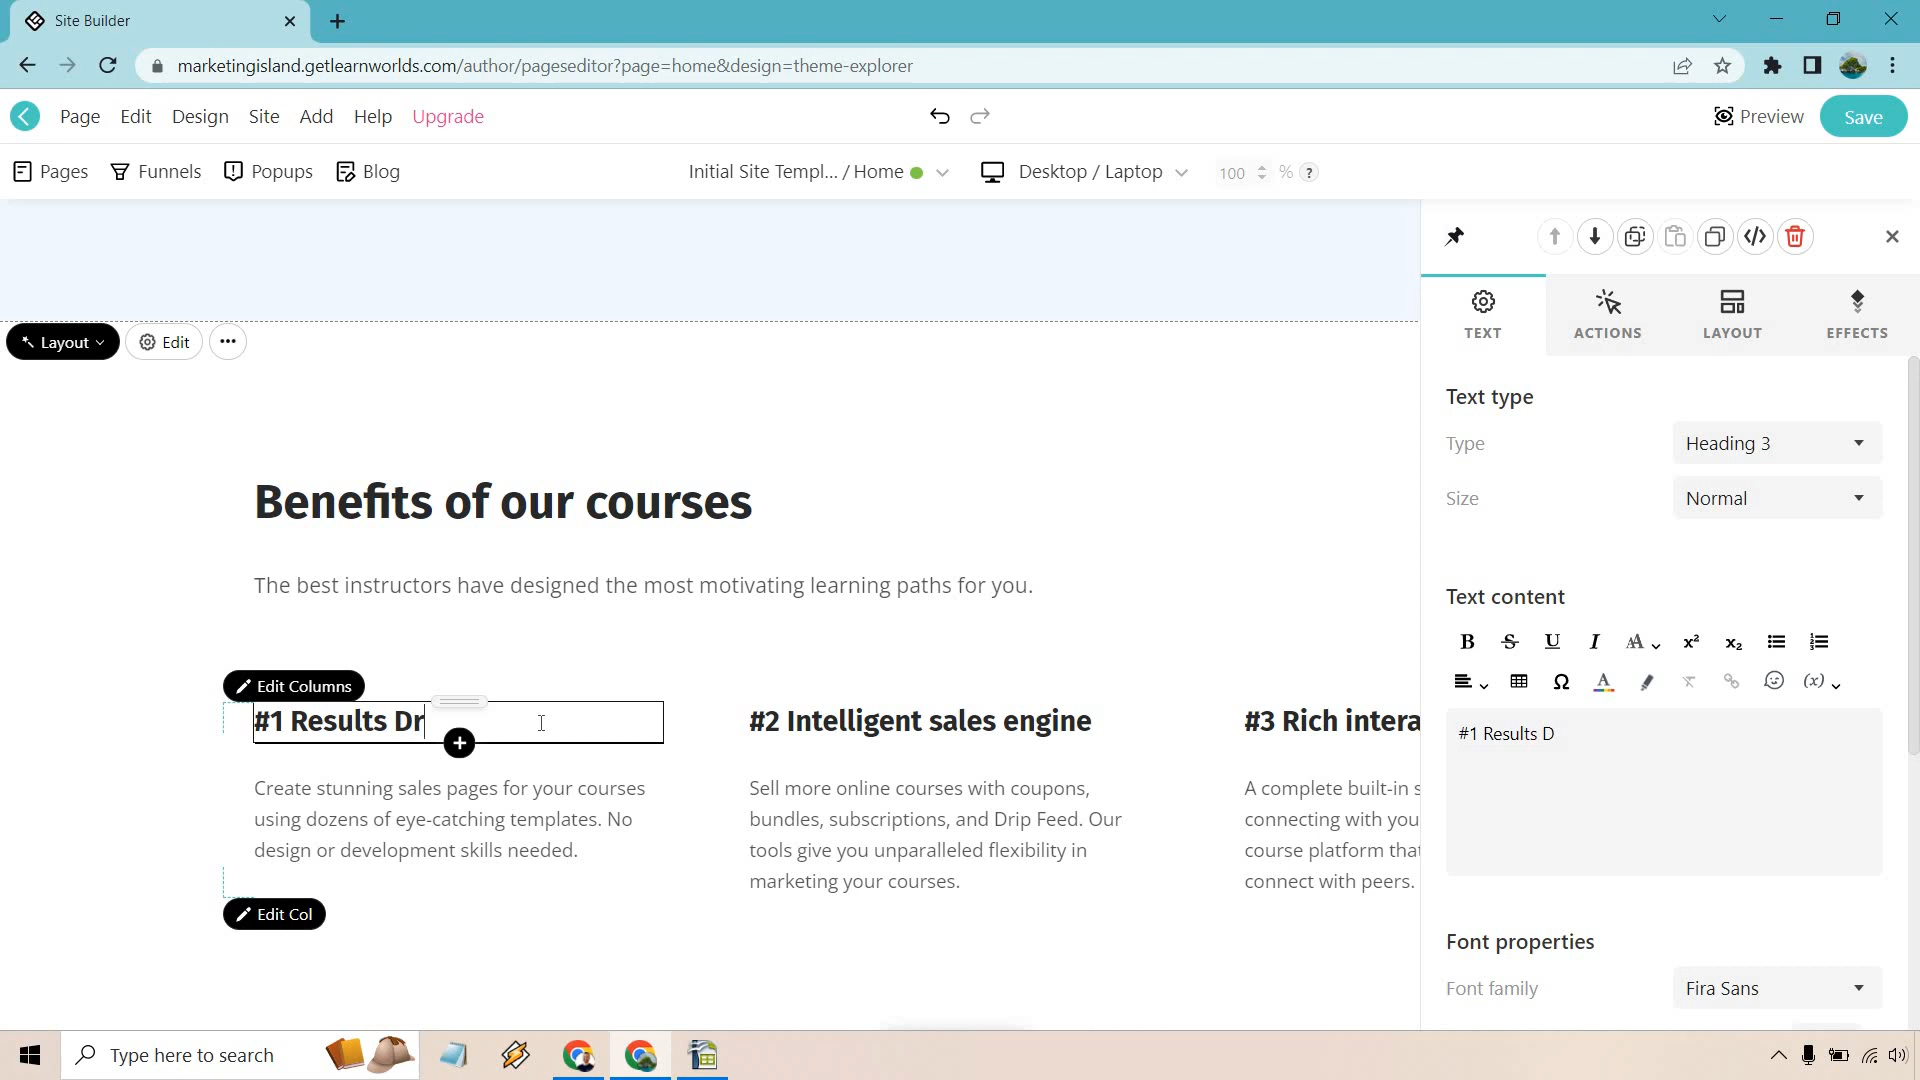 Site Builder
marketingisland.getlearnworlds.com/author/pageseditor?page=home&design=theme-explorer
Page Edit Design Site Add Help Upgrade
Preview Save
Pages Funnels Popups Blog
Initial Site Templ... / Home
Desktop / Laptop
100 % ?
Layout Edit
TEXT ACTIONS LAYOUT EFFECTS
Text type
Type Heading 3
Size Normal
Benefits of our courses
The best instructors have designed the most motivating learning paths for you.
Edit Columns
#1 Results Dr
Create stunning sales pages for your courses
using dozens of eye-catching templates. No
design or development skills needed.
Edit Col
#2 Intelligent sales engine
Sell more online courses with coupons,
bundles, subscriptions, and Drip Feed. Our
tools give you unparalleled flexibility in
marketing your courses.
#3 Rich intera
A complete built-in s
connecting with you
course platform that
connect with peers.
Text content
B S U I A x² x₂
A Ω (x)
#1 Results D
Font properties
Font family Fira Sans
Type here to search